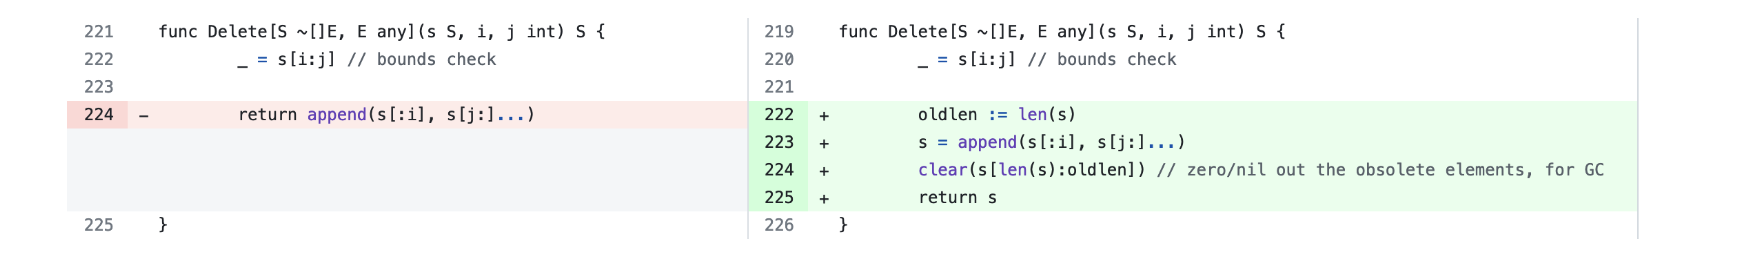 221 func Delete[S ~[]E, E any](s S, i, j int) S {
222 _ = s[i:j] // bounds check
223
224 - return append(s[:i], s[j:]...)
225 }
219 func Delete[S ~[]E, E any](s S, i, j int) S {
220 _ = s[i:j] // bounds check
221
222 + oldlen := len(s)
223 + s = append(s[:i], s[j:]...)
224 + clear(s[len(s):oldlen]) // zero/nil out the obsolete elements, for GC
225 + return s
226 }